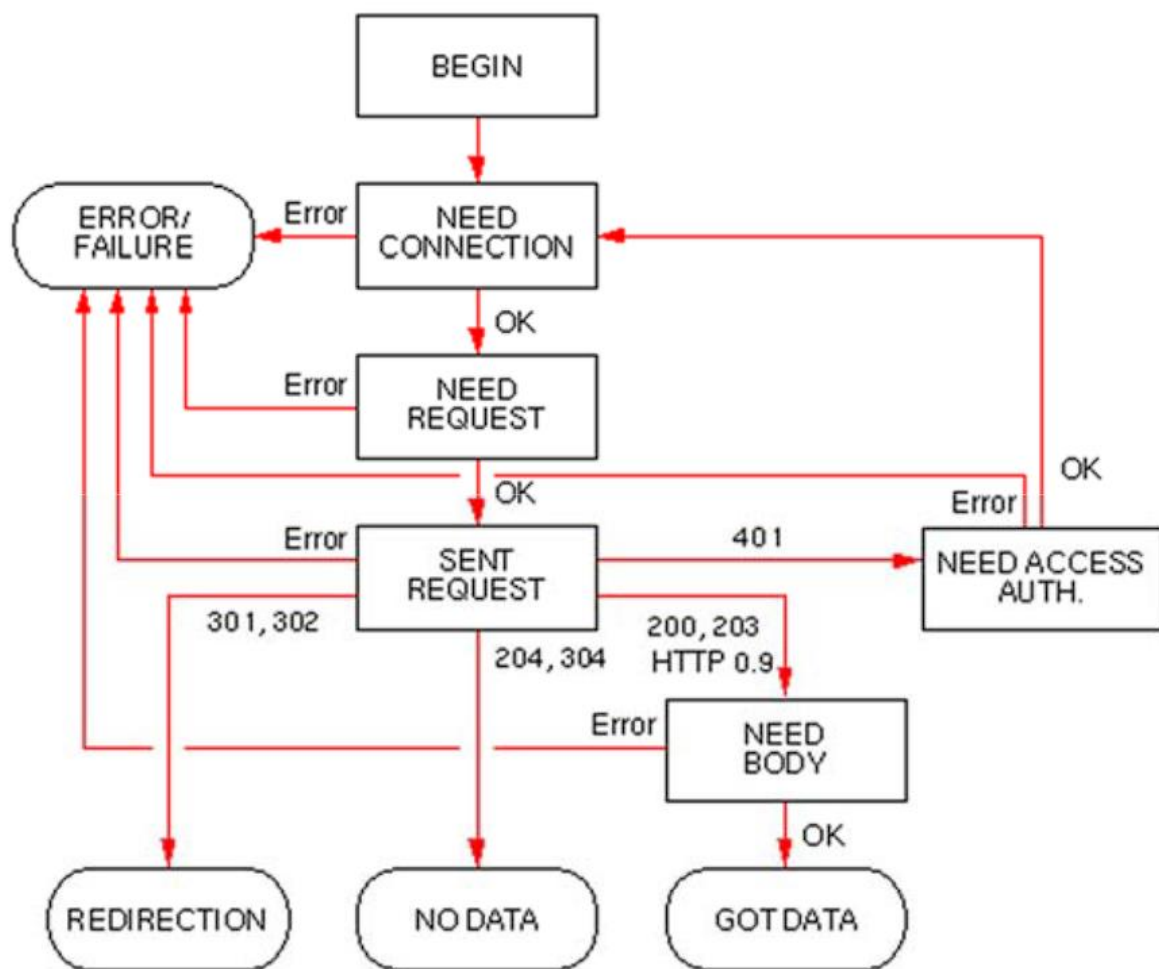 BEGIN
ERROR/
FAILURE
Error
NEED
CONNECTION
OK
Error
NEED
REQUEST
OK
OK
Error
Error
SENT
REQUEST
401
NEED ACCESS
AUTH.
301, 302
204, 304
200, 203
HTTP 0.9
Error
NEED
BODY
OK
REDIRECTION
NO DATA
GOT DATA